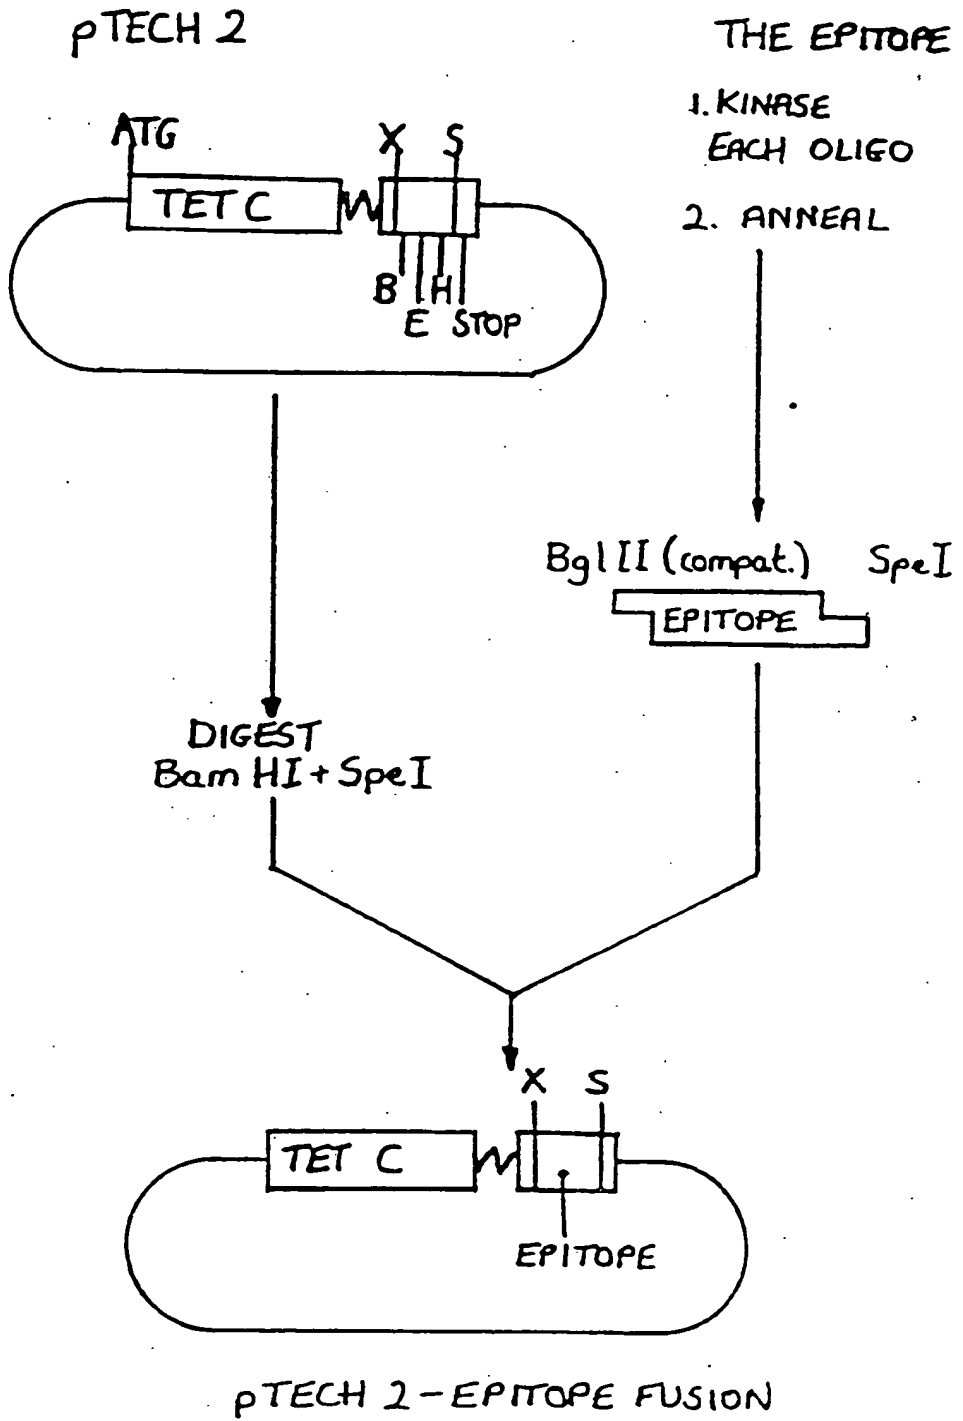 pTECH 2
ATG
X S
TET C
B H
E STOP
THE EPITOPE
1. KINASE
EACH OLIGO
2. ANNEAL
Bgl II (compat.) SpeI
EPITOPE
DIGEST
Bam HI + SpeI
X S
TET C
EPITOPE
pTECH 2 - EPITOPE FUSION